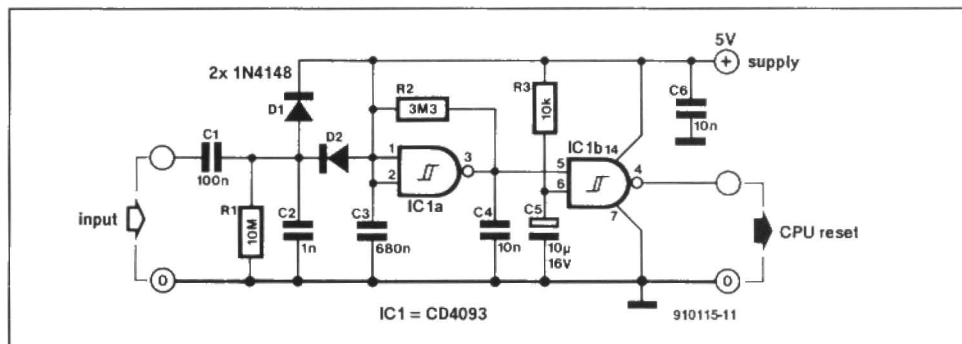 5V
supply
2x 1N4148
R2
3M3
R3
10k
C6
10n
D1
D2
C1
100n
1
2
3
IC1a
IC1b
14
5
6
4
7
input
R1
10M
C2
1n
C3
680n
C4
10n
C5
10µ
16V
CPU reset
0
0
IC1 = CD4093
910115-11